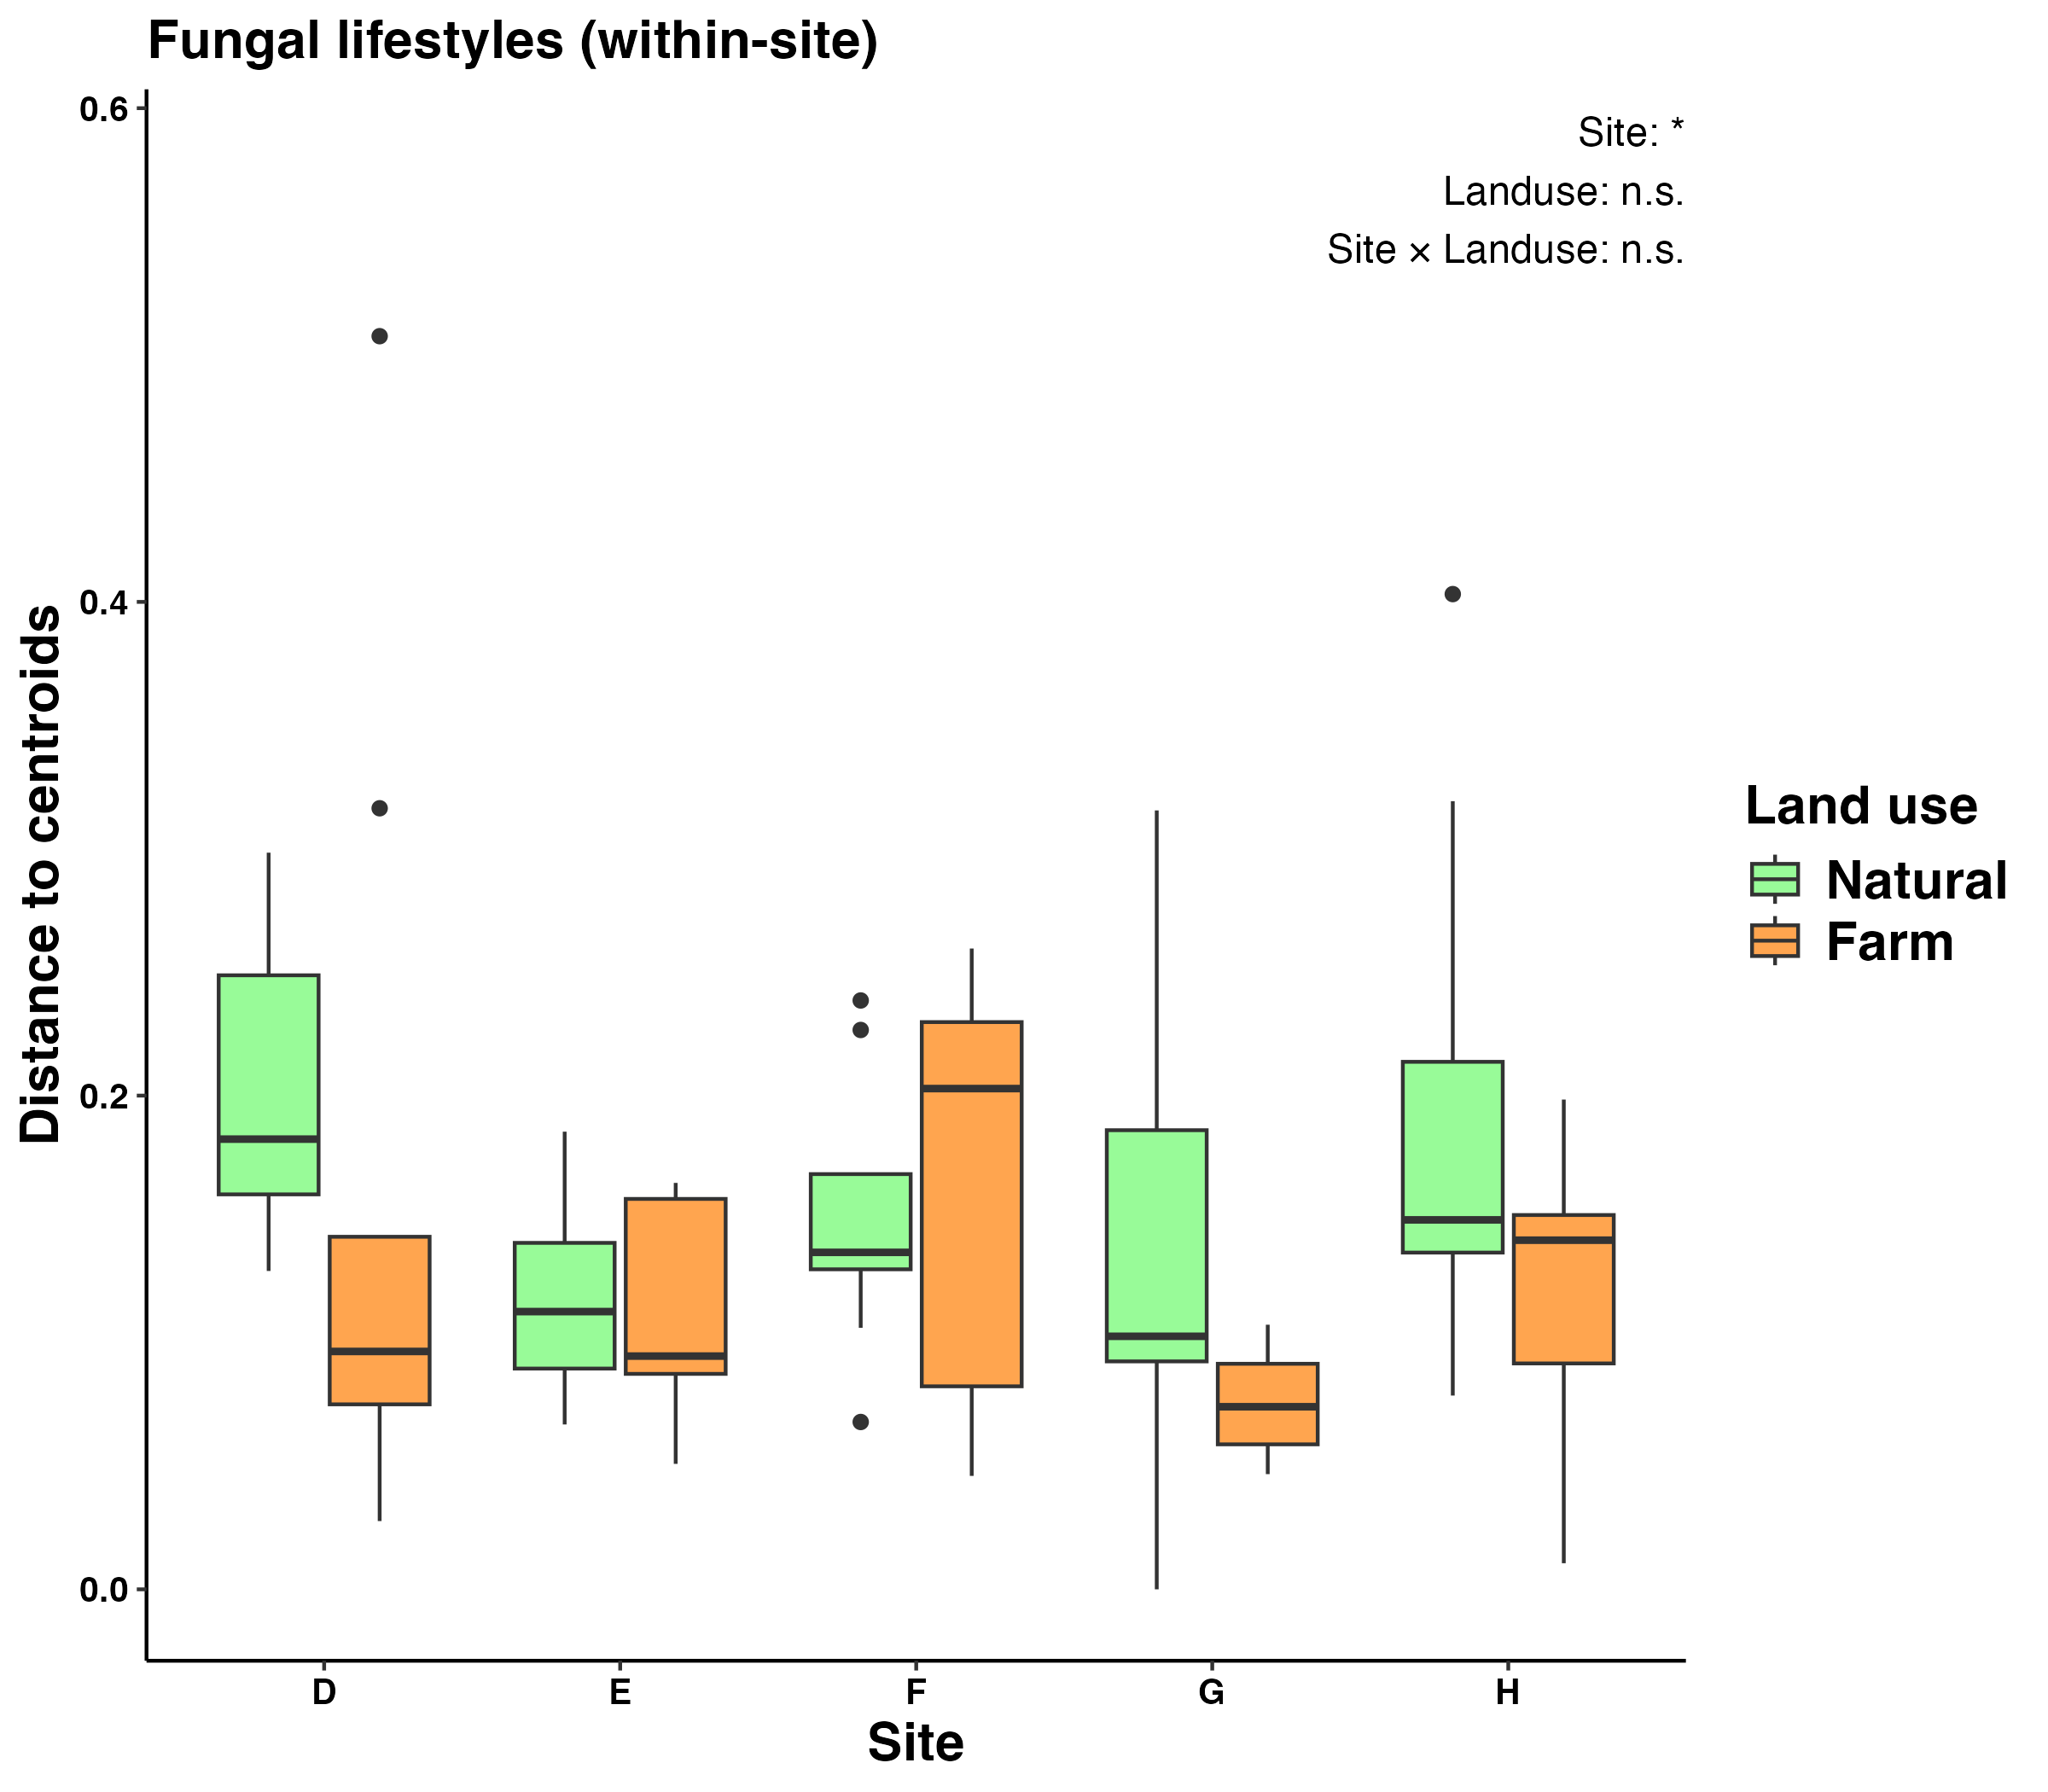 Fungal lifestyles (within-site)
Site: *
Landuse: n.s.
Site × Landuse: n.s.
Distance to centroids
0.6
0.4
0.2
0.0
D E F G H
Site
Land use
Natural
Farm